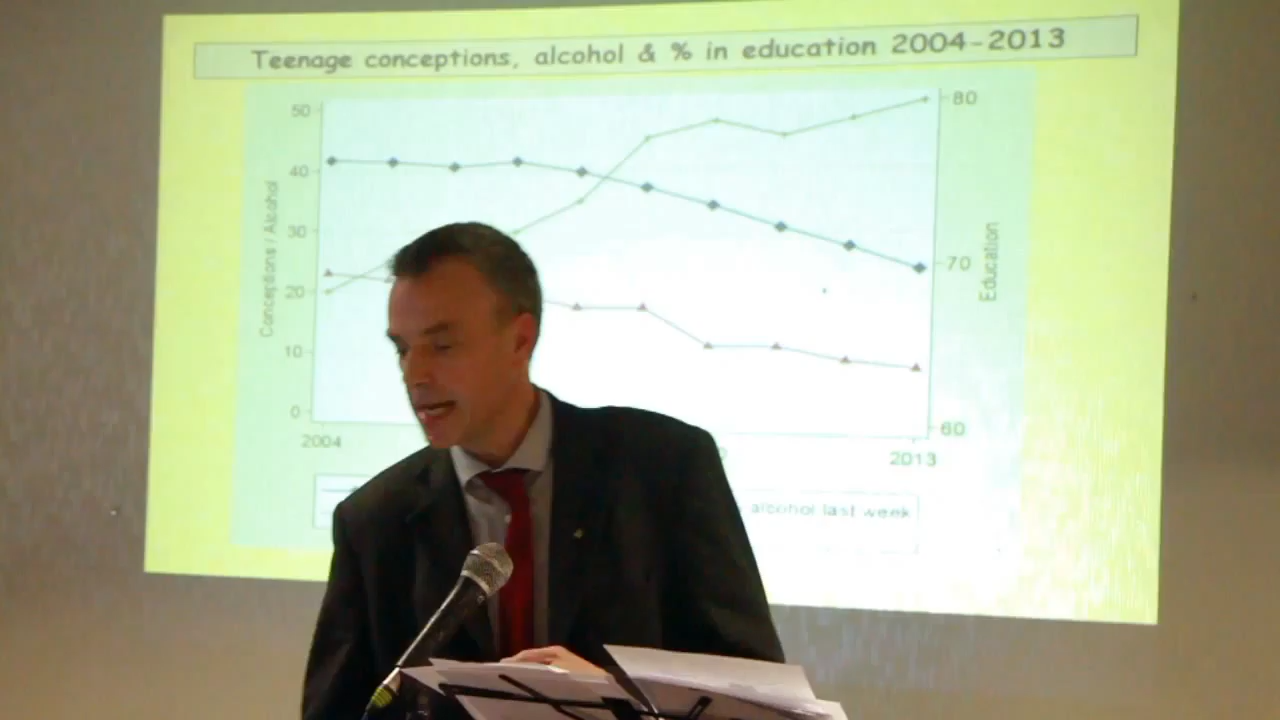 Teenage conceptions, alcohol & % in education 2004-2013
50
40
30
20
10
0
Conceptions / Alcohol
80
70
60
Education
2004
2013
alcohol last week